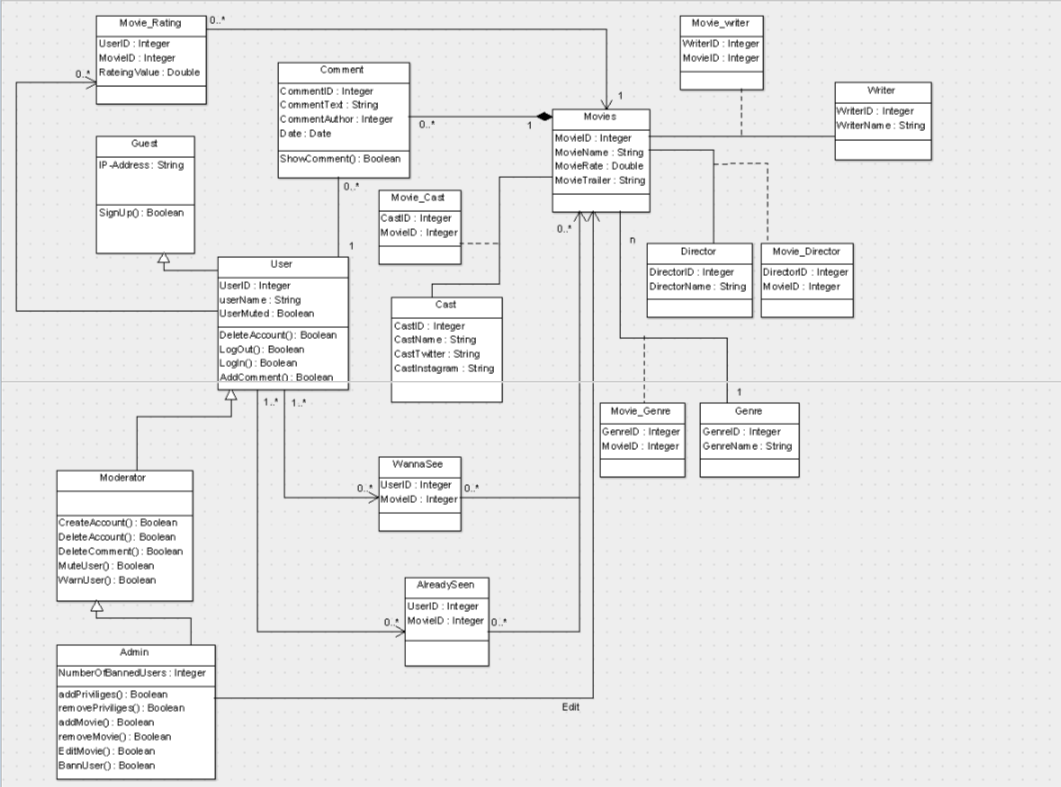 Movie_Rating
UserID : Integer
MovieID : Integer
RateingValue : Double
0..*
0..*
Movie_writer
WriterID : Integer
MovieID : Integer
Writer
WriterID : Integer
WriterName : String
Comment
CommentID : Integer
CommentText : String
CommentAuthor : Integer
Date : Date
ShowComment() : Boolean
0..*
1
1
0..*
1
Movies
MovieID : Integer
MovieName : String
MovieRate : Double
MovieTrailer : String
Guest
IP-Address : String
SignUp() : Boolean
Movie_Cast
CastID : Integer
MovieID : Integer
0..*
n
Director
DirectorID : Integer
DirectorName : String
Movie_Director
DirectorID : Integer
MovieID : Integer
User
UserID : Integer
userName : String
UserMuted : Boolean
DeleteAccount() : Boolean
LogOut() : Boolean
LogIn() : Boolean
AddComment() : Boolean
Cast
CastID : Integer
CastName : String
CastTwitter : String
CastInstagram : String
1..*
1..*
1
Movie_Genre
GenreID : Integer
MovieID : Integer
Genre
GenreID : Integer
GenreName : String
WannaSee
UserID : Integer
MovieID : Integer
0..*
0..*
Moderator
CreateAccount() : Boolean
DeleteAccount() : Boolean
DeleteComment() : Boolean
MuteUser() : Boolean
WarnUser() : Boolean
AlreadySeen
UserID : Integer
MovieID : Integer
0..*
0..*
Admin
NumberOfBannedUsers : Integer
addPriviliges() : Boolean
removePriviliges() : Boolean
addMovie() : Boolean
removeMovie() : Boolean
EditMovie() : Boolean
BannUser() : Boolean
Edit